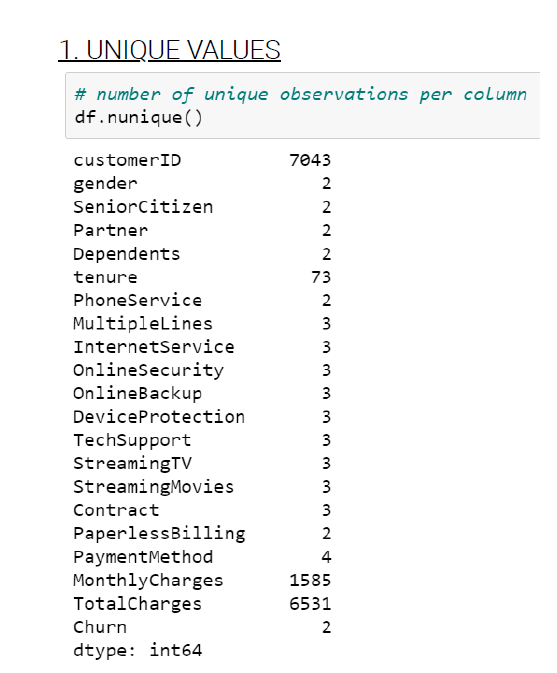 1. UNIQUE VALUES
# number of unique observations per column
df.nunique()
customerID 7043
gender 2
SeniorCitizen 2
Partner 2
Dependents 2
tenure 73
PhoneService 2
MultipleLines 3
InternetService 3
OnlineSecurity 3
OnlineBackup 3
DeviceProtection 3
TechSupport 3
StreamingTV 3
StreamingMovies 3
Contract 3
PaperlessBilling 2
PaymentMethod 4
MonthlyCharges 1585
TotalCharges 6531
Churn 2
dtype: int64